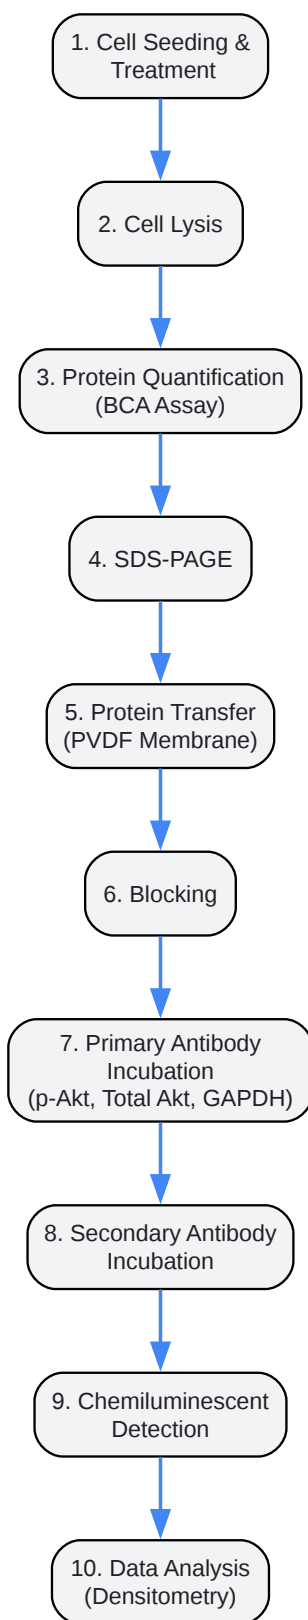 1. Cell Seeding &
Treatment
2. Cell Lysis
3. Protein Quantification
(BCA Assay)
4. SDS-PAGE
5. Protein Transfer
(PVDF Membrane)
6. Blocking
7. Primary Antibody
Incubation
(p-Akt, Total Akt, GAPDH)
8. Secondary Antibody
Incubation
9. Chemiluminescent
Detection
10. Data Analysis
(Densitometry)